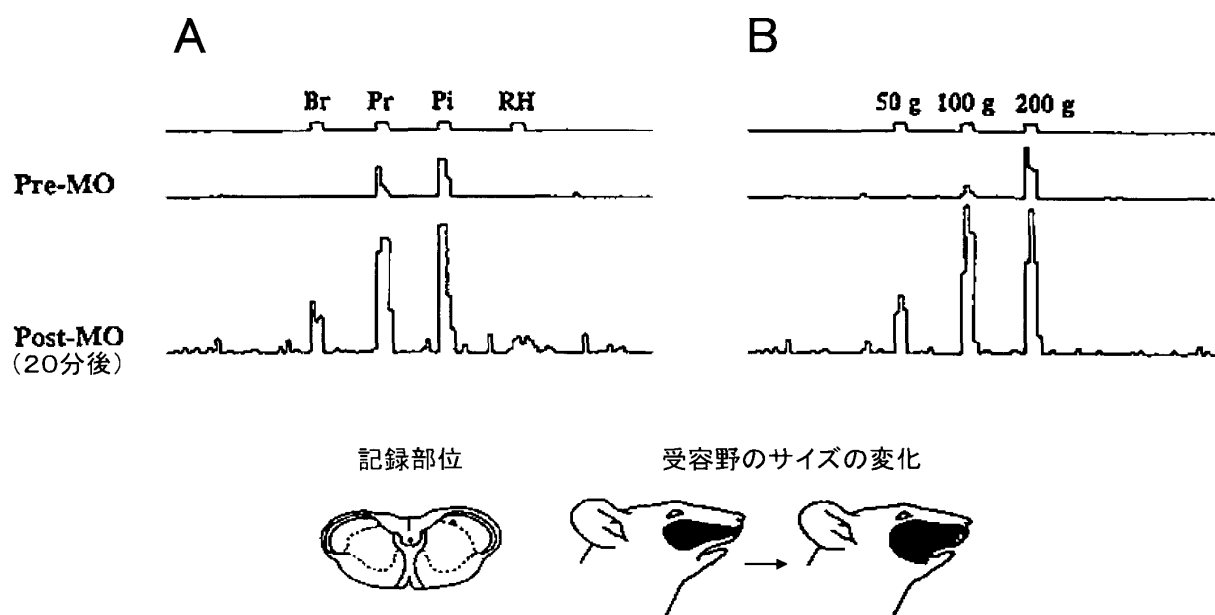 A
B
Br Pr Pi RH
50 g 100 g 200 g
Pre-MO
Post-MO
(20分後)
記録部位
受容野のサイズの変化